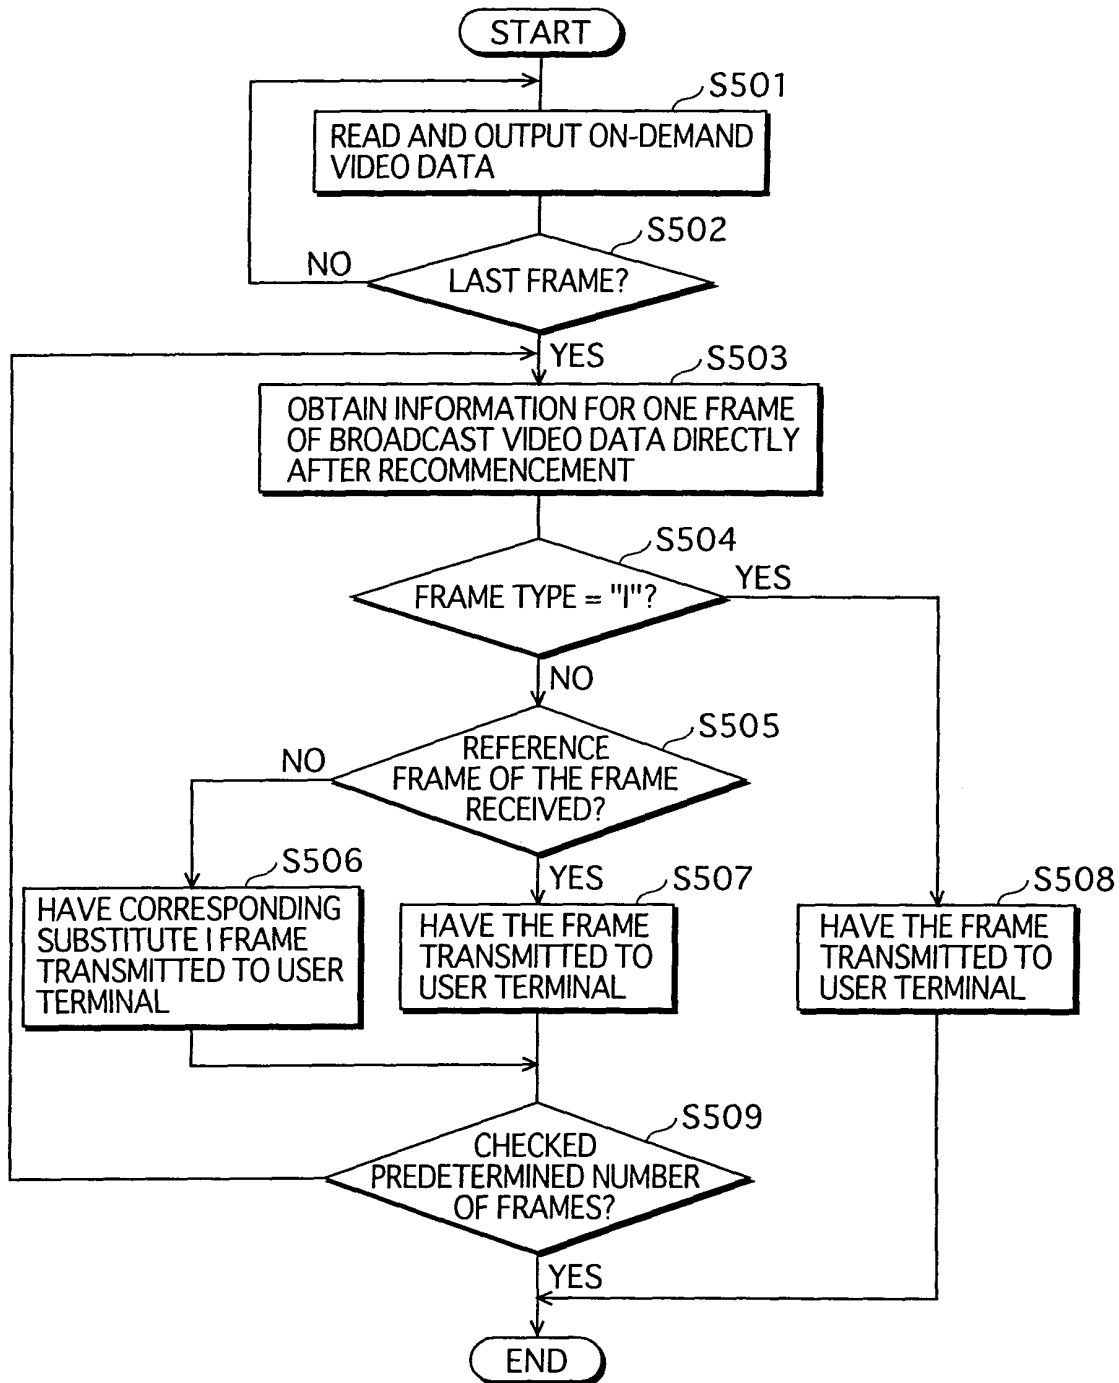 START
S501
READ AND OUTPUT ON-DEMAND
VIDEO DATA
S502
NO
LAST FRAME?
YES
S503
OBTAIN INFORMATION FOR ONE FRAME
OF BROADCAST VIDEO DATA DIRECTLY
AFTER RECOMMENCEMENT
S504
YES
FRAME TYPE = "I"?
NO
S505
NO
REFERENCE
FRAME OF THE FRAME
RECEIVED?
S506
YES
S507
S508
HAVE CORRESPONDING
SUBSTITUTE I FRAME
TRANSMITTED TO USER
TERMINAL
HAVE THE FRAME
TRANSMITTED TO
USER TERMINAL
HAVE THE FRAME
TRANSMITTED TO
USER TERMINAL
S509
CHECKED
PREDETERMINED NUMBER
OF FRAMES?
YES
END